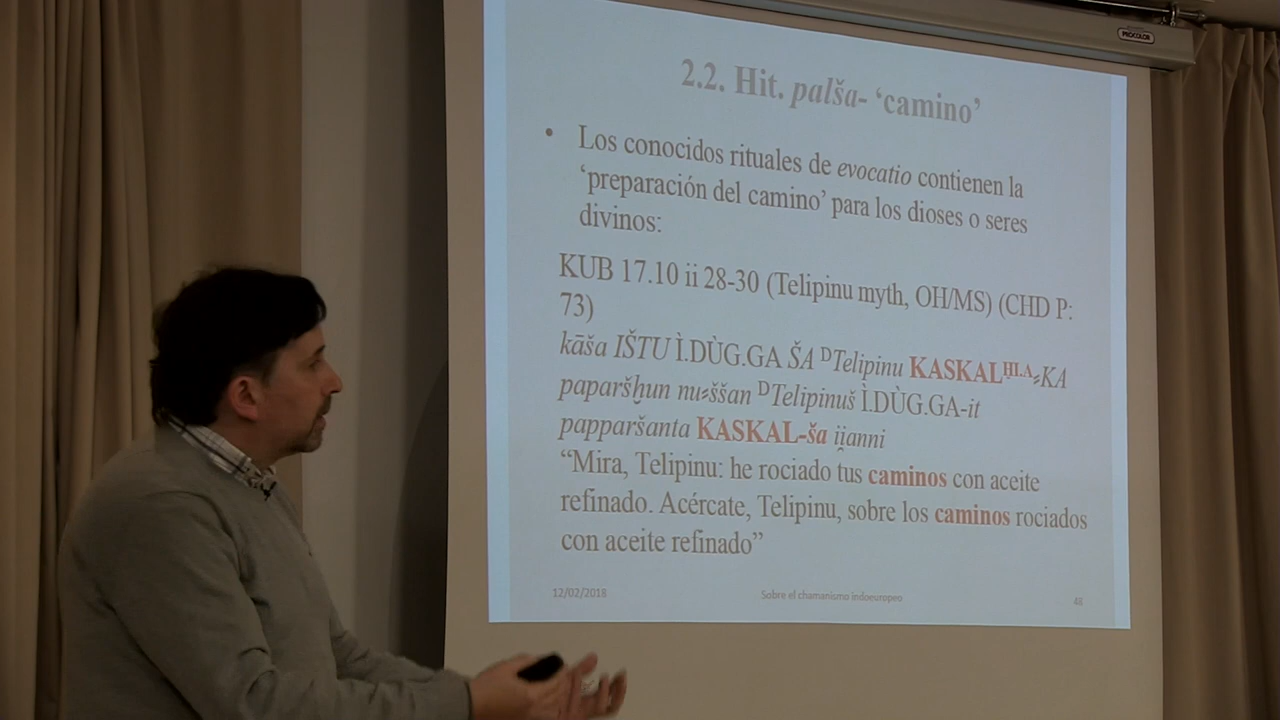 PROCOLOR
2.2. Hit. palša- ‘camino’
• Los conocidos rituales de evocatio contienen la
‘preparación del camino’ para los dioses o seres
divinos:
KUB 17.10 ii 28-30 (Telipinu myth, OH/MS) (CHD P:
73)
kāša IŠTU Ì.DÙG.GA ŠA ᴰTelipinu KASKALᴴᴵ·ᴬ·⸗KA
paparšḫun nu⸗ššan ᴰTelipinuš Ì.DÙG.GA-it
papparšanta KASKAL-ša ii̯anni
“Mira, Telipinu: he rociado tus caminos con aceite
refinado. Acércate, Telipinu, sobre los caminos rociados
con aceite refinado”
12/02/2018 Sobre el chamanismo indoeuropeo 48